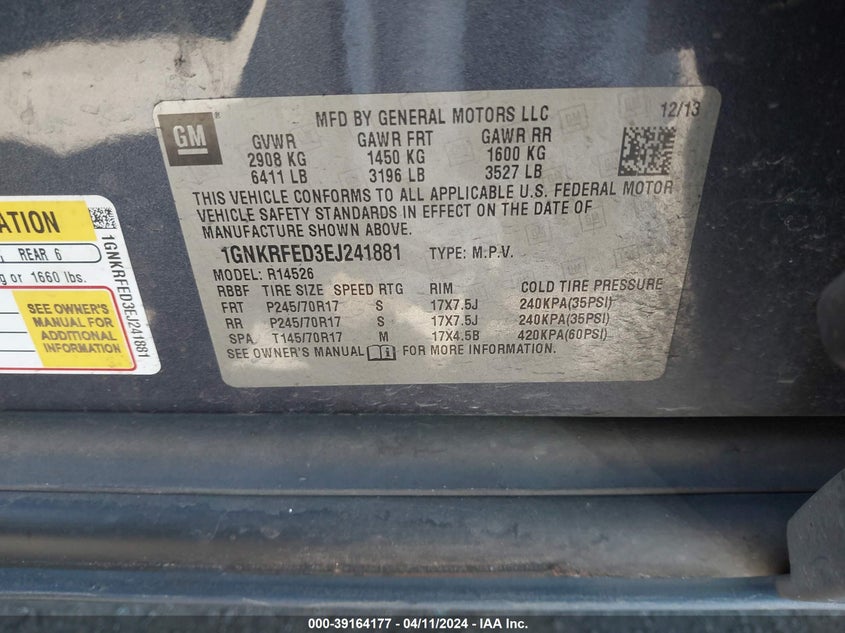 GM
®
MFD BY GENERAL MOTORS LLC
12/13
GVWR GAWR FRT GAWR RR
2908 KG 1450 KG 1600 KG
6411 LB 3196 LB 3527 LB
THIS VEHICLE CONFORMS TO ALL APPLICABLE U.S. FEDERAL MOTOR
VEHICLE SAFETY STANDARDS IN EFFECT ON THE DATE OF
MANUFACTURE SHOWN ABOVE.
1GNKRFED3EJ241881 TYPE: M.P.V.
MODEL: R14526
RBBF TIRE SIZE SPEED RTG RIM COLD TIRE PRESSURE
FRT P245/70R17 S 17X7.5J 240KPA(35PSI)
RR P245/70R17 S 17X7.5J 240KPA(35PSI)
SPA T145/70R17 M 17X4.5B 420KPA(60PSI)
SEE OWNER'S MANUAL FOR MORE INFORMATION.
REAR 6
or 1660 lbs.
SEE OWNER'S
MANUAL FOR
ADDITIONAL
INFORMATION
1GNKRFED3EJ241881
000-39164177 - 04/11/2024 - IAA Inc.